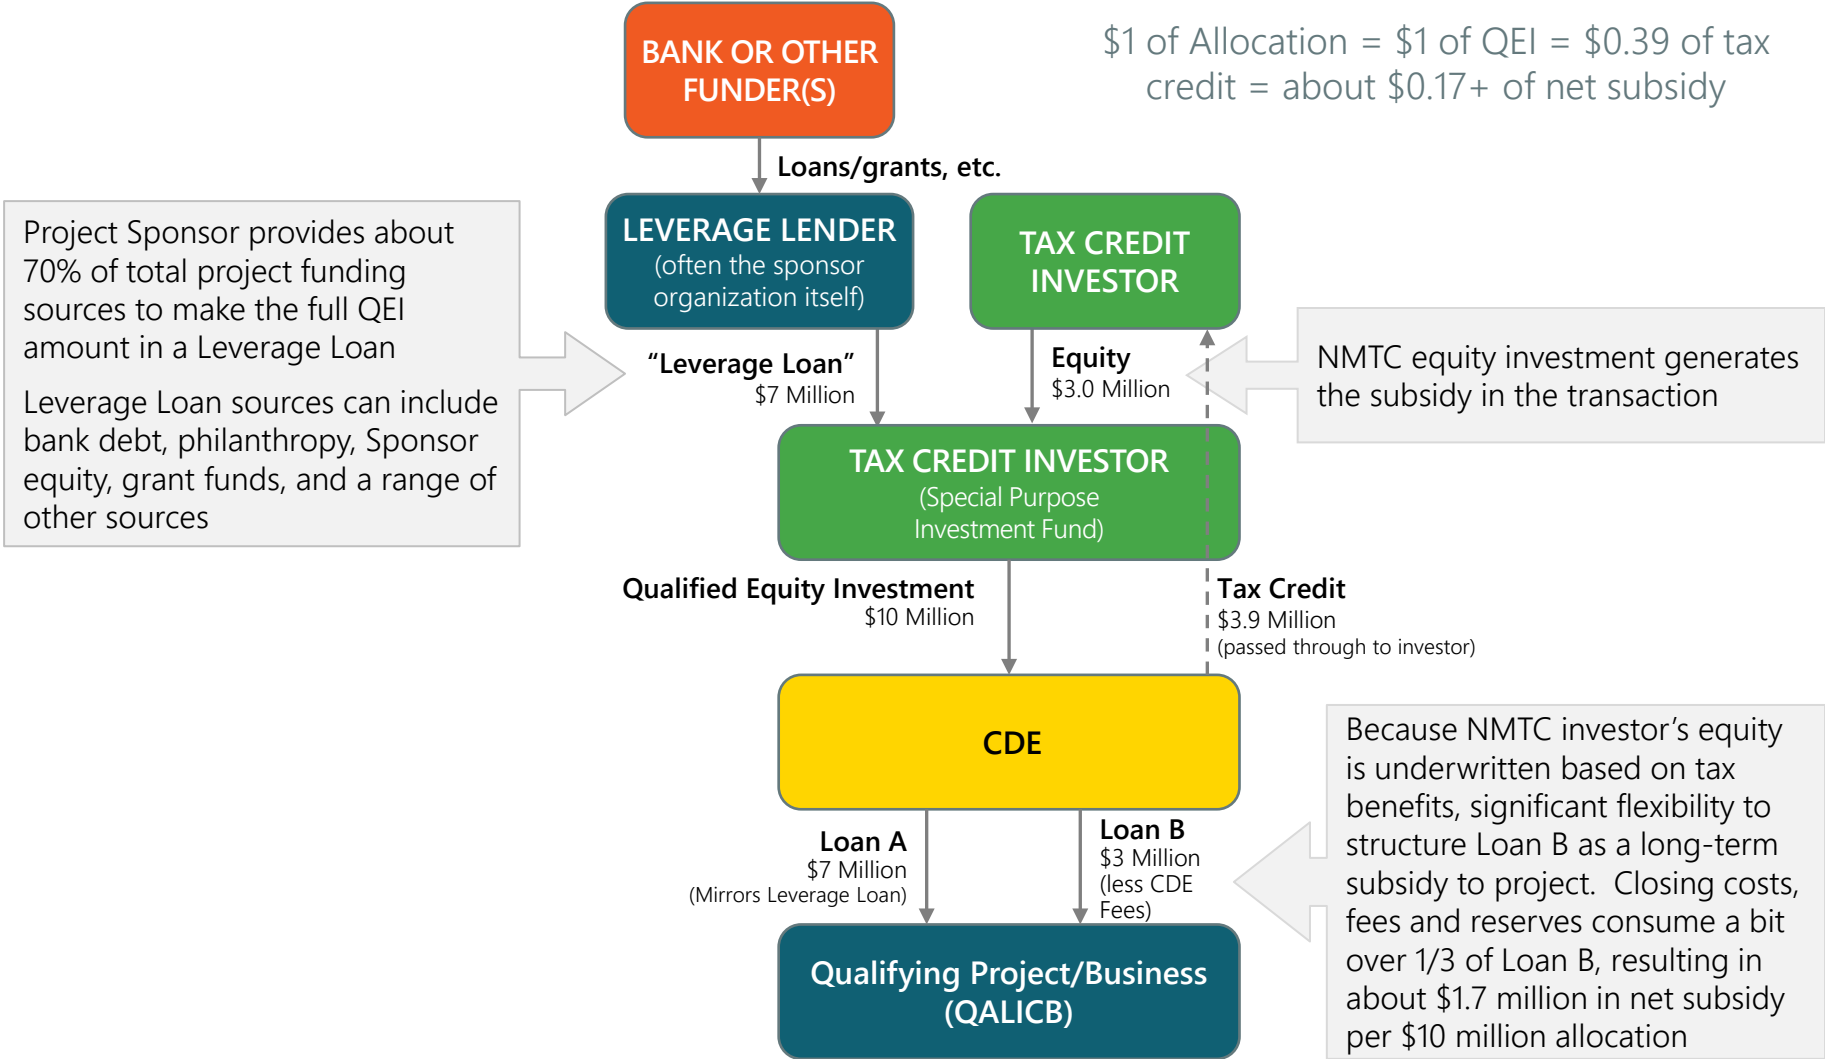 BANK OR OTHER
FUNDER(S)
$1 of Allocation = $1 of QEI = $0.39 of tax
credit = about $0.17+ of net subsidy
Loans/grants, etc.
Project Sponsor provides about
70% of total project funding
sources to make the full QEI
amount in a Leverage Loan
Leverage Loan sources can include
bank debt, philanthropy, Sponsor
equity, grant funds, and a range of
other sources
LEVERAGE LENDER
(often the sponsor
organization itself)
TAX CREDIT
INVESTOR
“Leverage Loan”
$7 Million
Equity
$3.0 Million
NMTC equity investment generates
the subsidy in the transaction
TAX CREDIT INVESTOR
(Special Purpose
Investment Fund)
Qualified Equity Investment
$10 Million
Tax Credit
$3.9 Million
(passed through to investor)
CDE
Loan A
$7 Million
(Mirrors Leverage Loan)
Loan B
$3 Million
(less CDE
Fees)
Because NMTC investor’s equity
is underwritten based on tax
benefits, significant flexibility to
structure Loan B as a long-term
subsidy to project.  Closing costs,
fees and reserves consume a bit
over 1/3 of Loan B, resulting in
about $1.7 million in net subsidy
per $10 million allocation
Qualifying Project/Business
(QALICB)